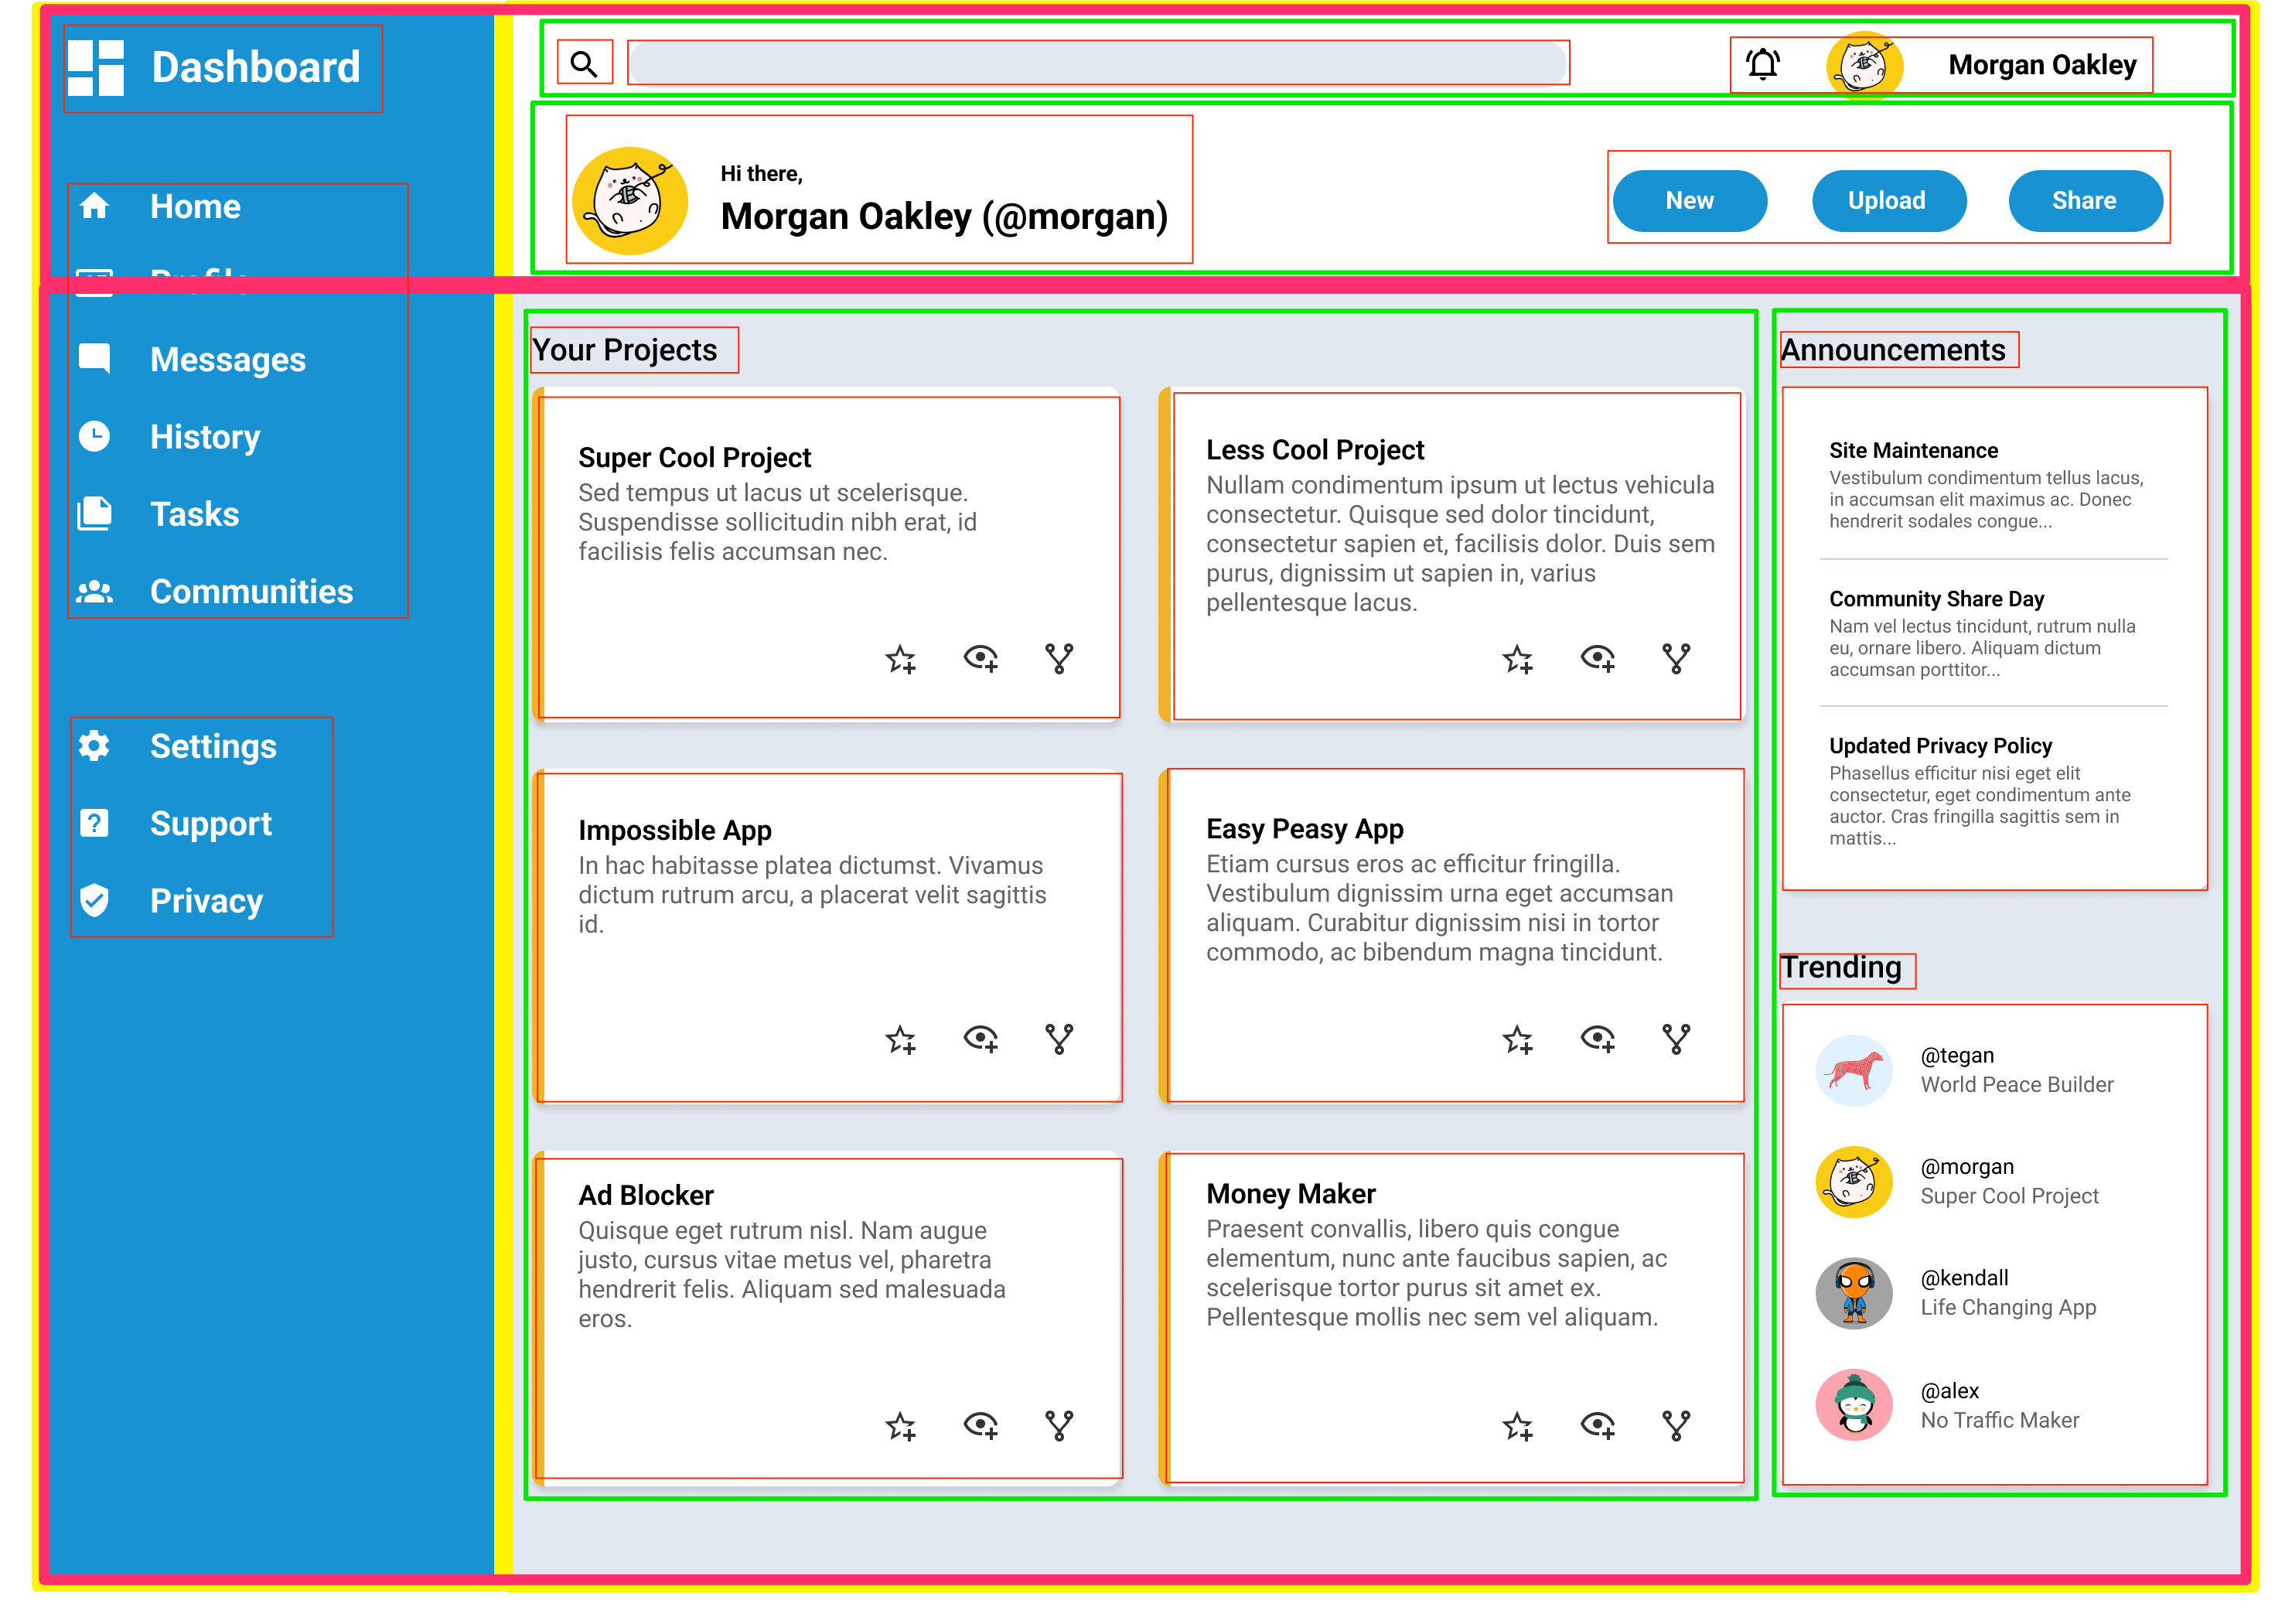 Dashboard
Home
Profile
Messages
History
Tasks
Communities
Settings
Support
Privacy
Morgan Oakley
Hi there,
Morgan Oakley (@morgan)
New
Upload
Share
Your Projects
Super Cool Project
Sed tempus ut lacus ut scelerisque.
Suspendisse sollicitudin nibh erat, id
facilisis felis accumsan nec.
Less Cool Project
Nullam condimentum ipsum ut lectus vehicula
consectetur. Quisque sed dolor tincidunt,
consectetur sapien et, facilisis dolor. Duis sem
purus, dignissim ut sapien in, varius
pellentesque lacus.
Impossible App
In hac habitasse platea dictumst. Vivamus
dictum rutrum arcu, a placerat velit sagittis
id.
Easy Peasy App
Etiam cursus eros ac efficitur fringilla.
Vestibulum dignissim urna eget accumsan
aliquam. Curabitur dignissim nisi in tortor
commodo, ac bibendum magna tincidunt.
Ad Blocker
Quisque eget rutrum nisl. Nam augue
justo, cursus vitae metus vel, pharetra
hendrerit felis. Aliquam sed malesuada
eros.
Money Maker
Praesent convallis, libero quis congue
elementum, nunc ante faucibus sapien, ac
scelerisque tortor purus sit amet ex.
Pellentesque mollis nec sem vel aliquam.
Announcements
Site Maintenance
Vestibulum condimentum tellus lacus,
in accumsan elit maximus ac. Donec
hendrerit sodales congue...
Community Share Day
Nam vel lectus tincidunt, rutrum nulla
eu, ornare libero. Aliquam dictum
accumsan porttitor...
Updated Privacy Policy
Phasellus efficitur nisi eget elit
consectetur, eget condimentum ante
auctor. Cras fringilla sagittis sem in
mattis...
Trending
@tegan
World Peace Builder
@morgan
Super Cool Project
@kendall
Life Changing App
@alex
No Traffic Maker